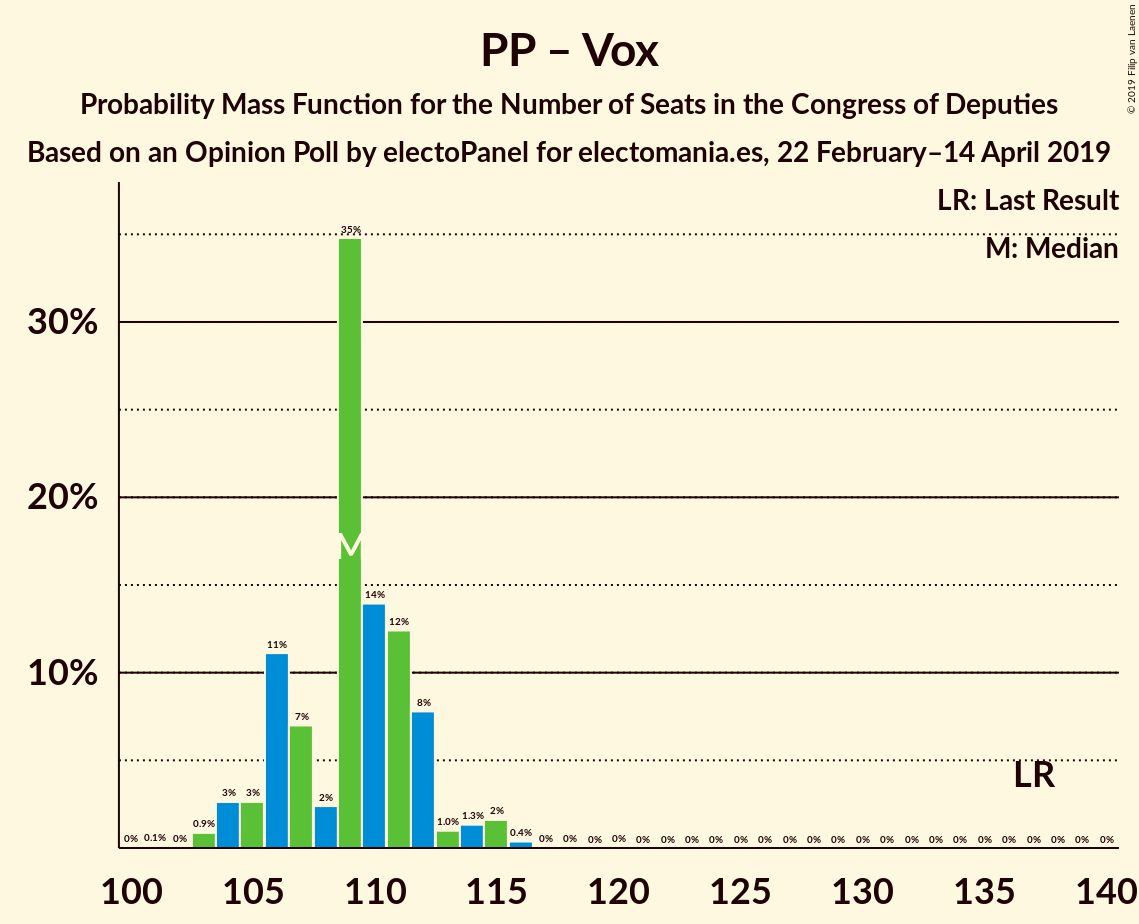 PP – Vox
Probability Mass Function for the Number of Seats in the Congress of Deputies
Based on an Opinion Poll by electoPanel for electomania.es, 22 February–14 April 2019
© 2019 Filip van Laenen
LR: Last Result
M: Median
30%
20%
10%
0% 0.1% 0% 0.9% 3% 3% 11% 7% 2% 35% 14% 12% 8% 1.0% 1.3% 2% 0.4% 0% 0% 0% 0% 0% 0% 0% 0% 0% 0% 0% 0% 0% 0% 0% 0% 0% 0% 0% 0% 0% 0% 0% 0%
M
LR
100 105 110 115 120 125 130 135 140